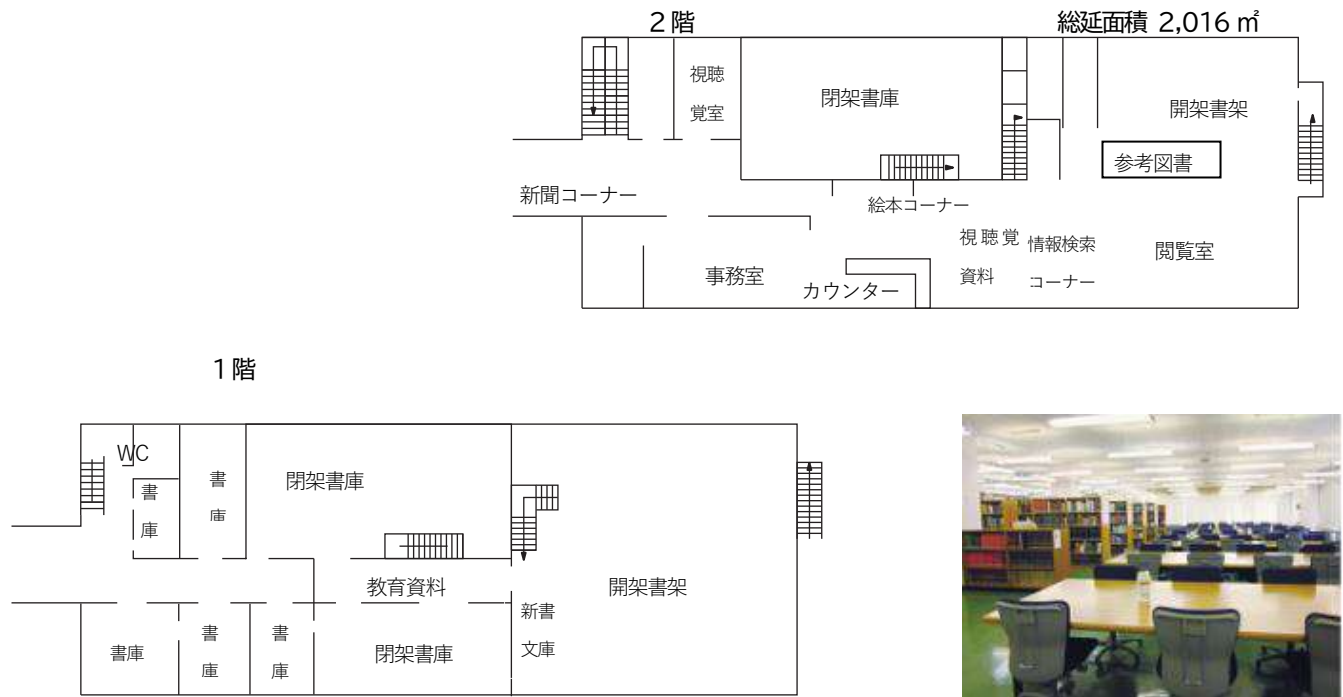 2階
総延面積 2,016 ㎡
視聴
覚室
閉架書庫
開架書架
参考図書
新聞コーナー
絵本コーナー
視聴覚
資料
情報検索
コーナー
閲覧室
事務室
カウンター
1階
WC
書
庫
書
庫
閉架書庫
教育資料
開架書架
新書
文庫
書庫
書
庫
書
庫
閉架書庫